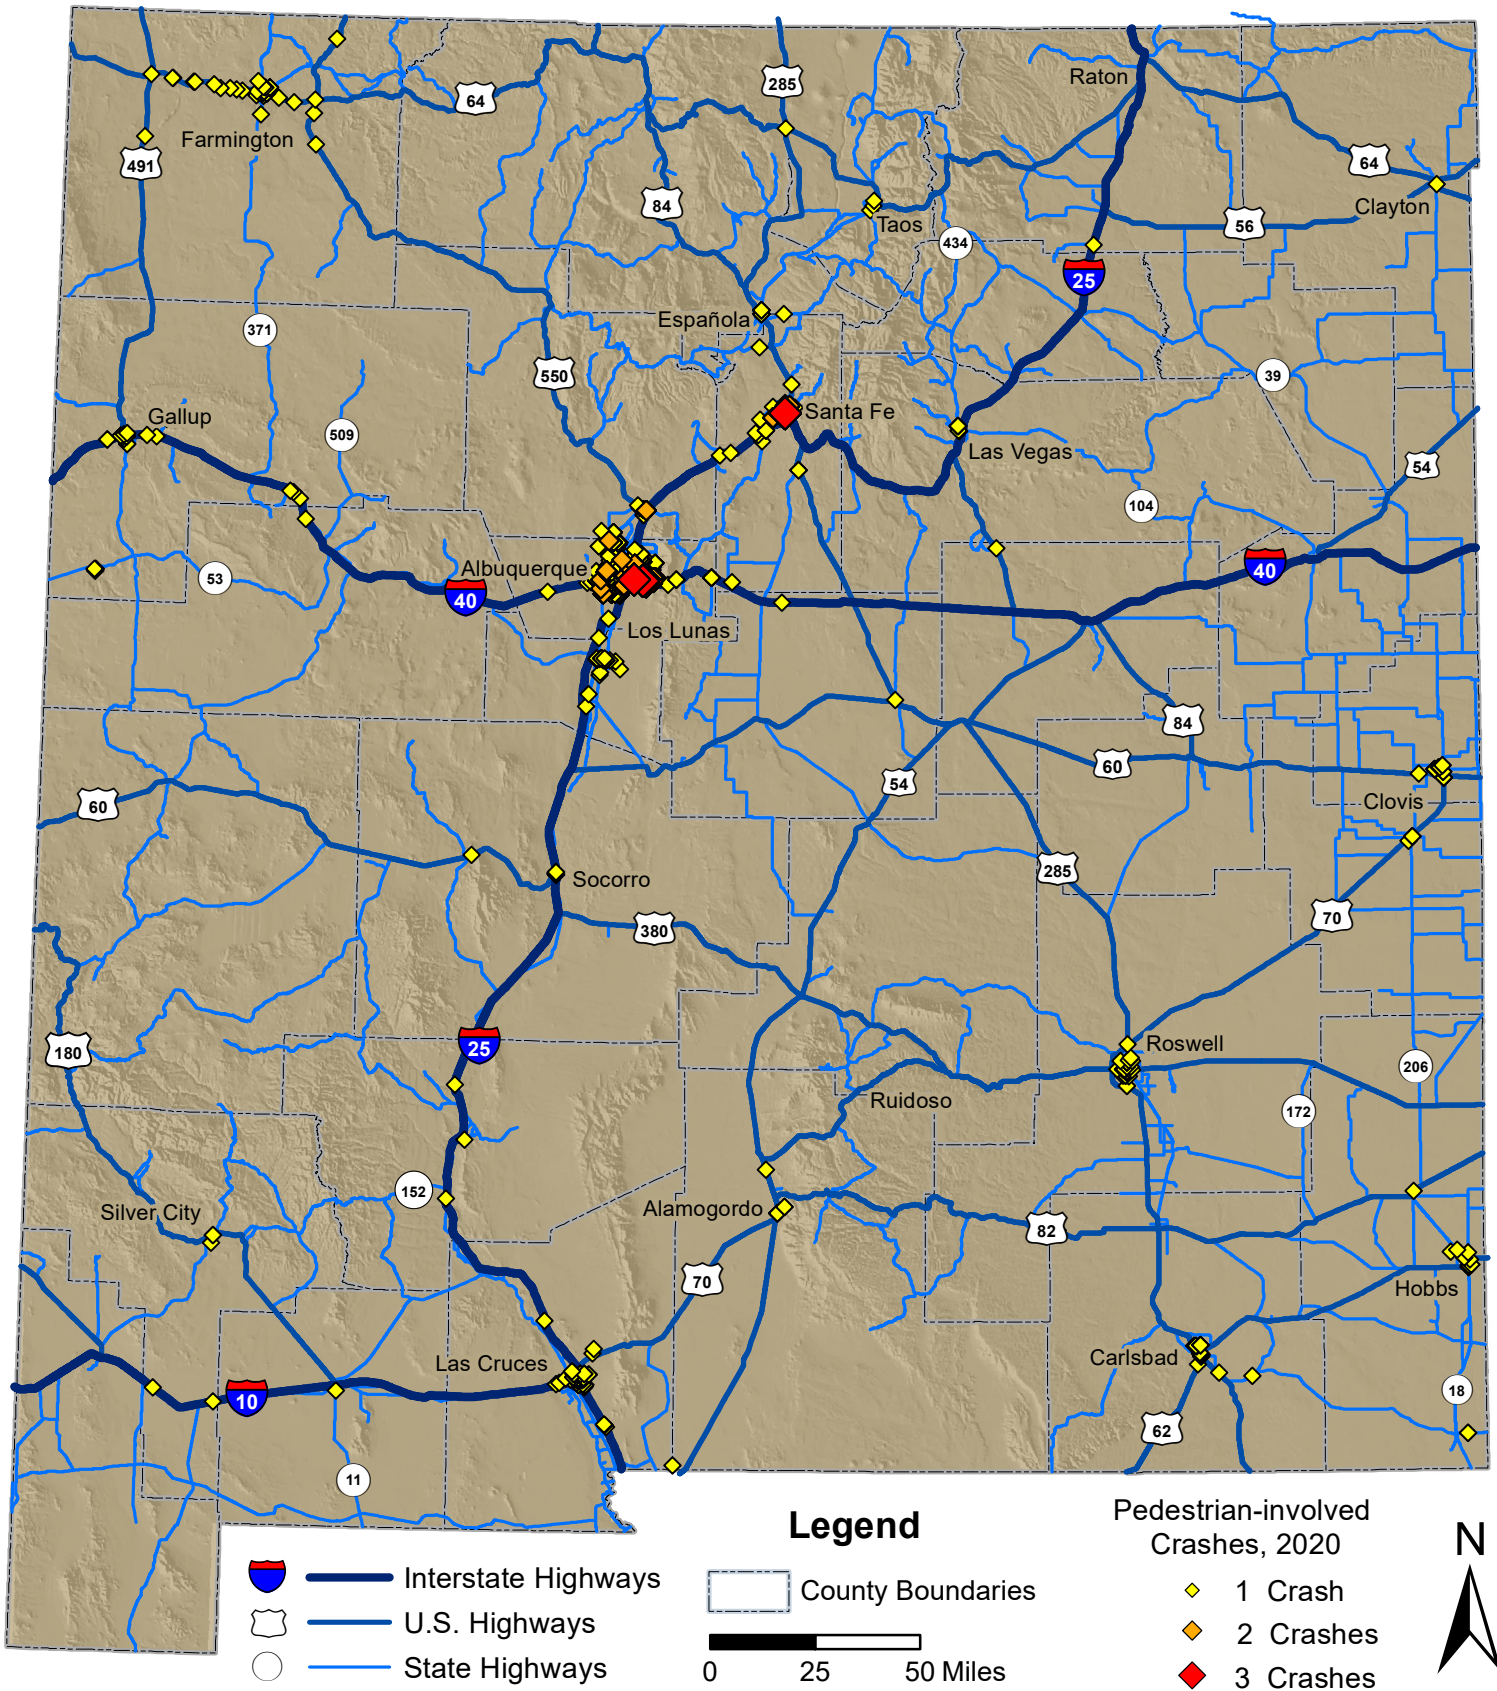 Raton
285
64
Farmington
491
64
84
Clayton
Taos
56
434
25
Española
371
550
39
Gallup
Santa Fe
509
Las Vegas
54
104
Albuquerque
53
40
40
Los Lunas
84
60
54
60
Clovis
285
Socorro
70
380
180
25
Roswell
206
Ruidoso
172
152
Silver City
Alamogordo
82
70
Hobbs
Las Cruces
Carlsbad
10
18
62
11
Legend
Interstate Highways
U.S. Highways
State Highways
County Boundaries
0 25 50 Miles
Pedestrian-involved
Crashes, 2020
1 Crash
2 Crashes
3 Crashes
N